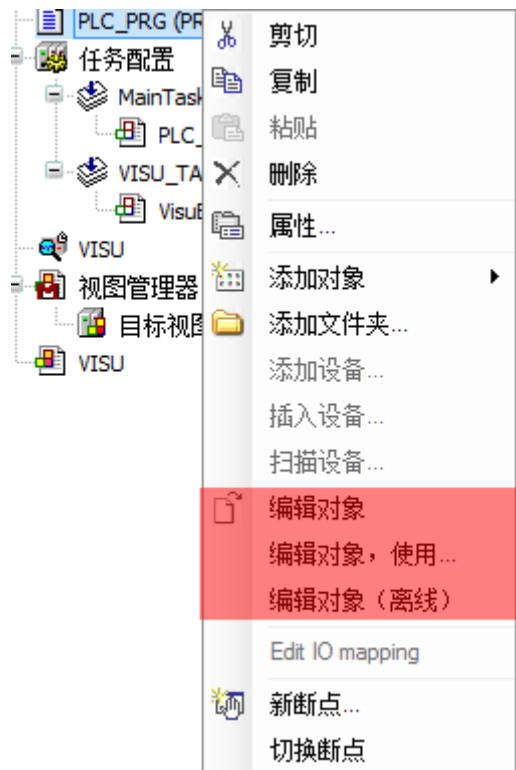 PLC_PRG (PR
任务配置
MainTask
PLC_
VISU_TA
VisuE
VISU
视图管理器
目标视图
VISU
剪切
复制
粘贴
删除
属性...
添加对象
添加文件夹...
添加设备...
插入设备...
扫描设备...
编辑对象
编辑对象，使用...
编辑对象（离线）
Edit IO mapping
新断点...
切换断点